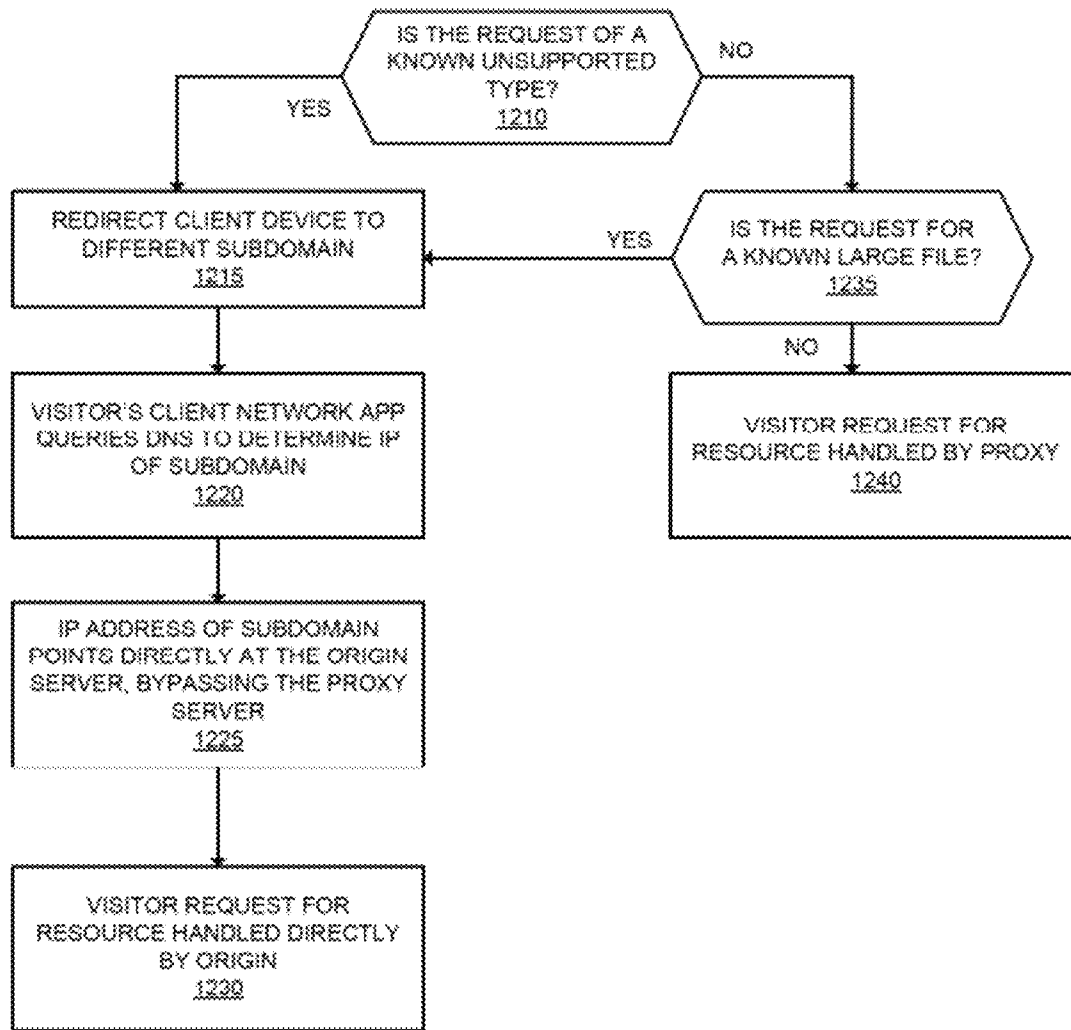 IS THE REQUEST OF A
KNOWN UNSUPPORTED
TYPE?
1210
YES
NO
REDIRECT CLIENT DEVICE TO
DIFFERENT SUBDOMAIN
1215
YES
IS THE REQUEST FOR
A KNOWN LARGE FILE?
1235
NO
VISITOR'S CLIENT NETWORK APP
QUERIES DNS TO DETERMINE IP
OF SUBDOMAIN
1220
VISITOR REQUEST FOR
RESOURCE HANDLED BY PROXY
1240
IP ADDRESS OF SUBDOMAIN
POINTS DIRECTLY AT THE ORIGIN
SERVER, BYPASSING THE PROXY
SERVER
1225
VISITOR REQUEST FOR
RESOURCE HANDLED DIRECTLY
BY ORIGIN
1230